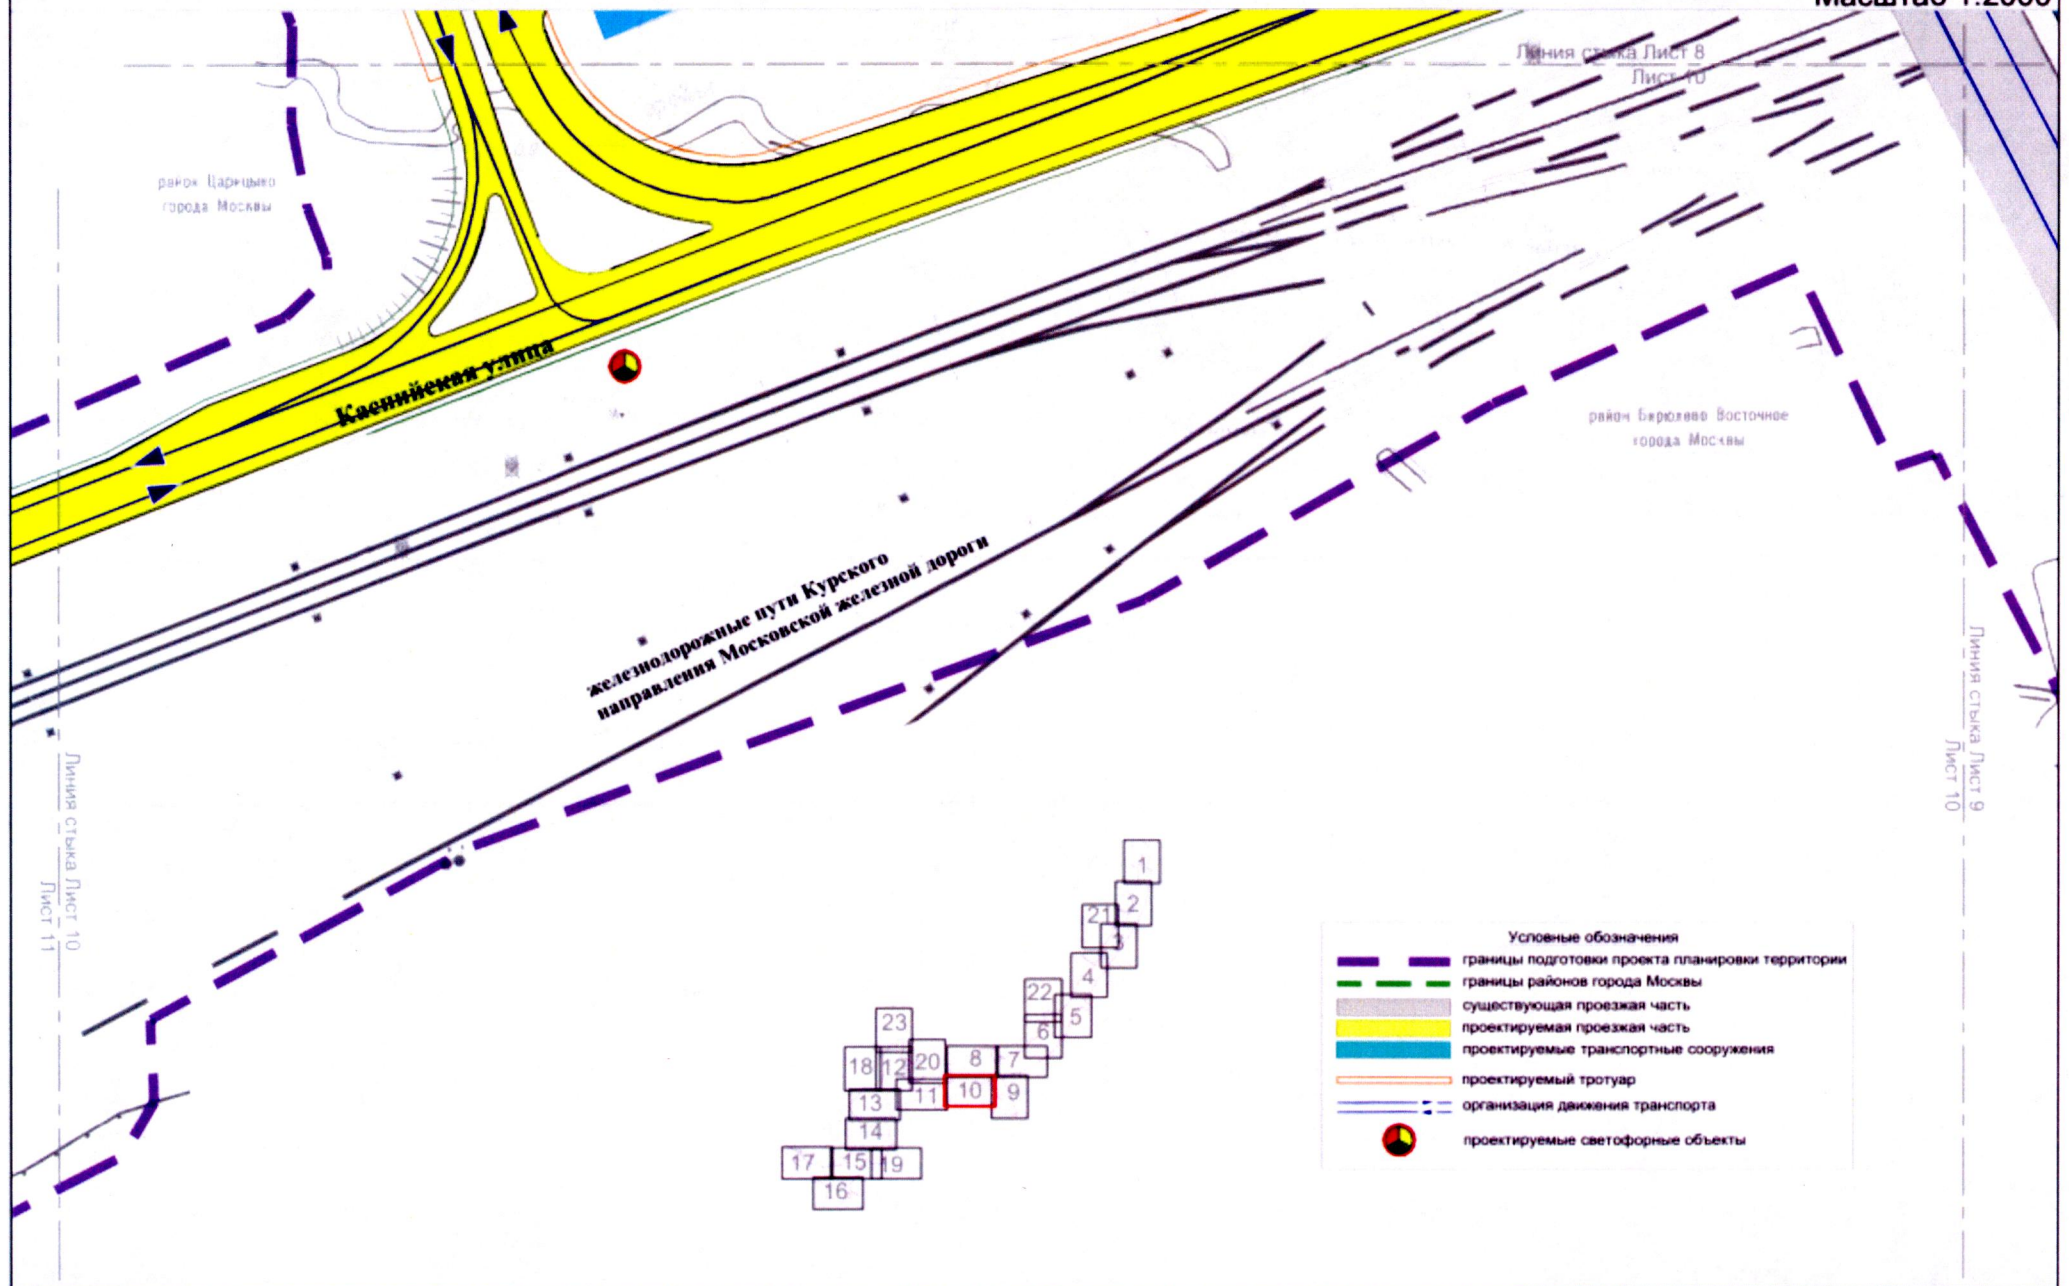 Масштаб 1:2000
Линия стыка Лист 8
Лист 10
район Царицыно
города Москвы
Каспийская улица
район Бирюлево Восточное
города Москвы
железнодорожные пути Курского
направления Московской железной дороги
Линия стыка Лист 9
Лист 10
Линия стыка Лист 10
Лист 11
1
2
21
3
4
22
5
6
23
18
12
20
8
7
13
11
10
9
14
17
15
19
16
Условные обозначения
границы подготовки проекта планировки территории
границы районов города Москвы
существующая проезжая часть
проектируемая проезжая часть
проектируемые транспортные сооружения
проектируемый тротуар
организация движения транспорта
проектируемые светофорные объекты